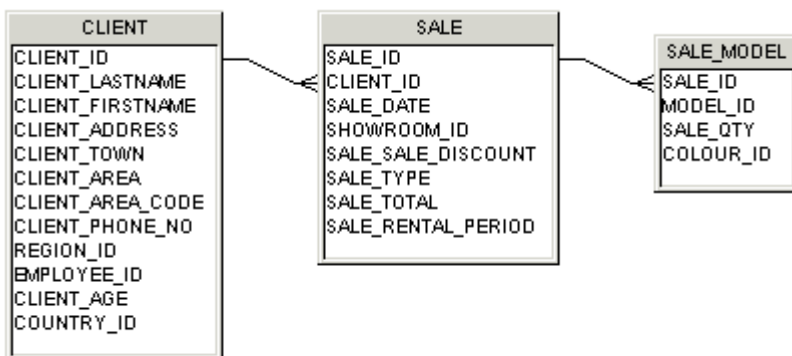 CLIENT
CLIENT_ID
CLIENT_LASTNAME
CLIENT_FIRSTNAME
CLIENT_ADDRESS
CLIENT_TOWN
CLIENT_AREA
CLIENT_AREA_CODE
CLIENT_PHONE_NO
REGION_ID
EMPLOYEE_ID
CLIENT_AGE
COUNTRY_ID
SALE
SALE_ID
CLIENT_ID
SALE_DATE
SHOWROOM_ID
SALE_SALE_DISCOUNT
SALE_TYPE
SALE_TOTAL
SALE_RENTAL_PERIOD
SALE_MODEL
SALE_ID
MODEL_ID
SALE_QTY
COLOUR_ID